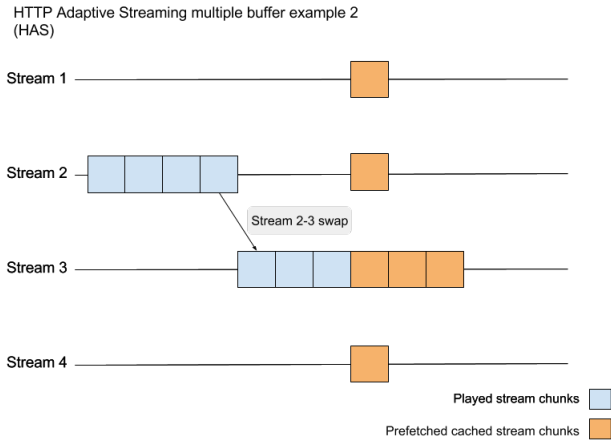 HTTP Adaptive Streaming multiple buffer example 2
(HAS)
Stream 1
Stream 2
Stream 2-3 swap
Stream 3
Stream 4
Played stream chunks
Prefetched cached stream chunks